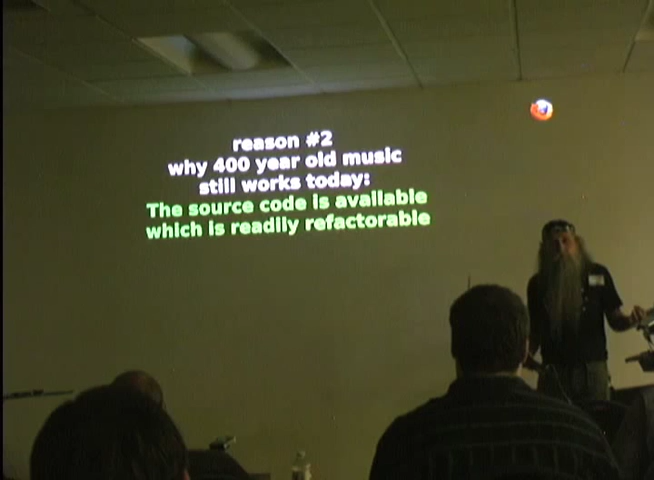 reason #2
why 400 year old music
still works today:
The source code is available
which is readily refactorable